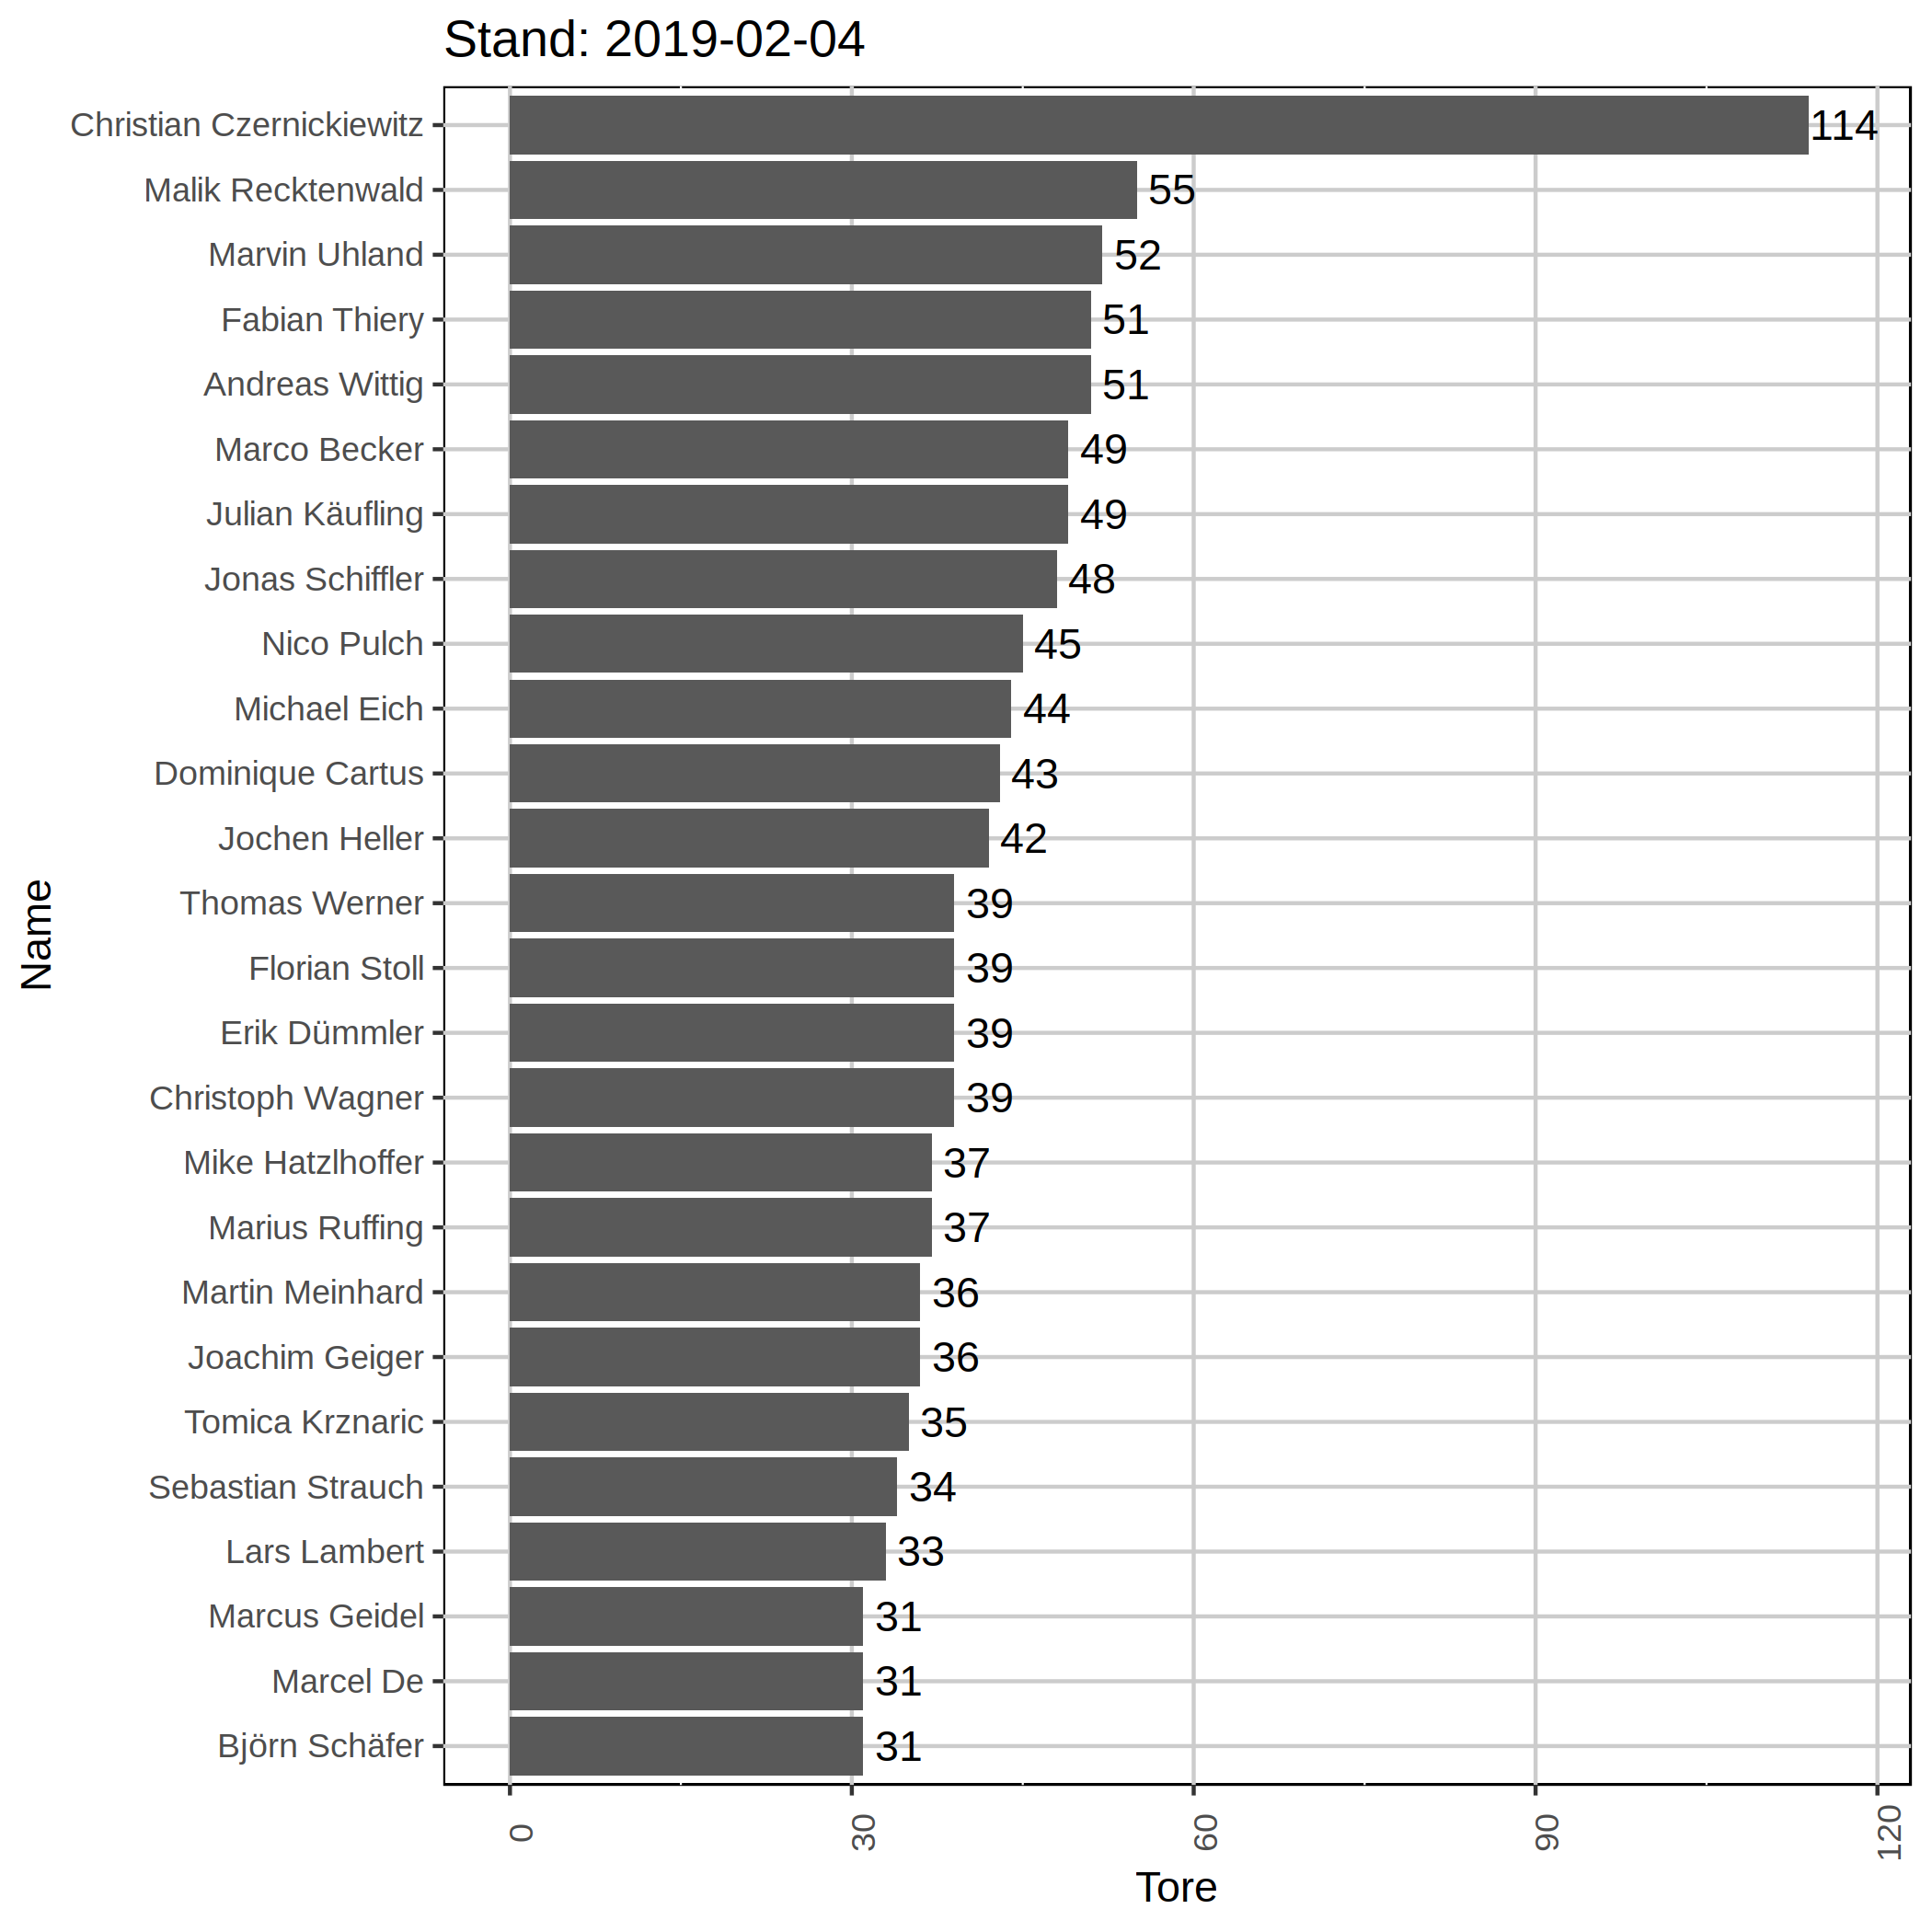 Stand: 2019-02-04
Christian Czernickiewitz 114
Malik Recktenwald 55
Marvin Uhland 52
Fabian Thiery 51
Andreas Wittig 51
Marco Becker 49
Julian Käufling 49
Jonas Schiffler 48
Nico Pulch 45
Michael Eich 44
Dominique Cartus 43
Jochen Heller 42
Thomas Werner 39
Florian Stoll 39
Erik Dümmler 39
Christoph Wagner 39
Mike Hatzlhoffer 37
Marius Ruffing 37
Martin Meinhard 36
Joachim Geiger 36
Tomica Krznaric 35
Sebastian Strauch 34
Lars Lambert 33
Marcus Geidel 31
Marcel De 31
Björn Schäfer 31
Name
0 30 60 90 120
Tore